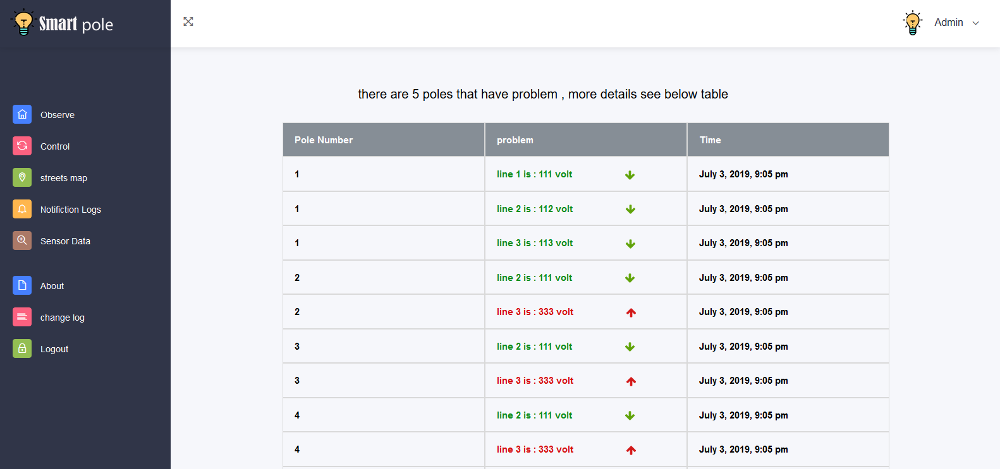 Smart pole
Admin
Observe
Control
streets map
Notifiction Logs
Sensor Data
About
change log
Logout
there are 5 poles that have problem , more details see below table
Pole Number problem Time
1 line 1 is : 111 volt July 3, 2019, 9:05 pm
1 line 2 is : 112 volt July 3, 2019, 9:05 pm
1 line 3 is : 113 volt July 3, 2019, 9:05 pm
2 line 2 is : 111 volt July 3, 2019, 9:05 pm
2 line 3 is : 333 volt July 3, 2019, 9:05 pm
3 line 2 is : 111 volt July 3, 2019, 9:05 pm
3 line 3 is : 333 volt July 3, 2019, 9:05 pm
4 line 2 is : 111 volt July 3, 2019, 9:05 pm
4 line 3 is : 333 volt July 3, 2019, 9:05 pm